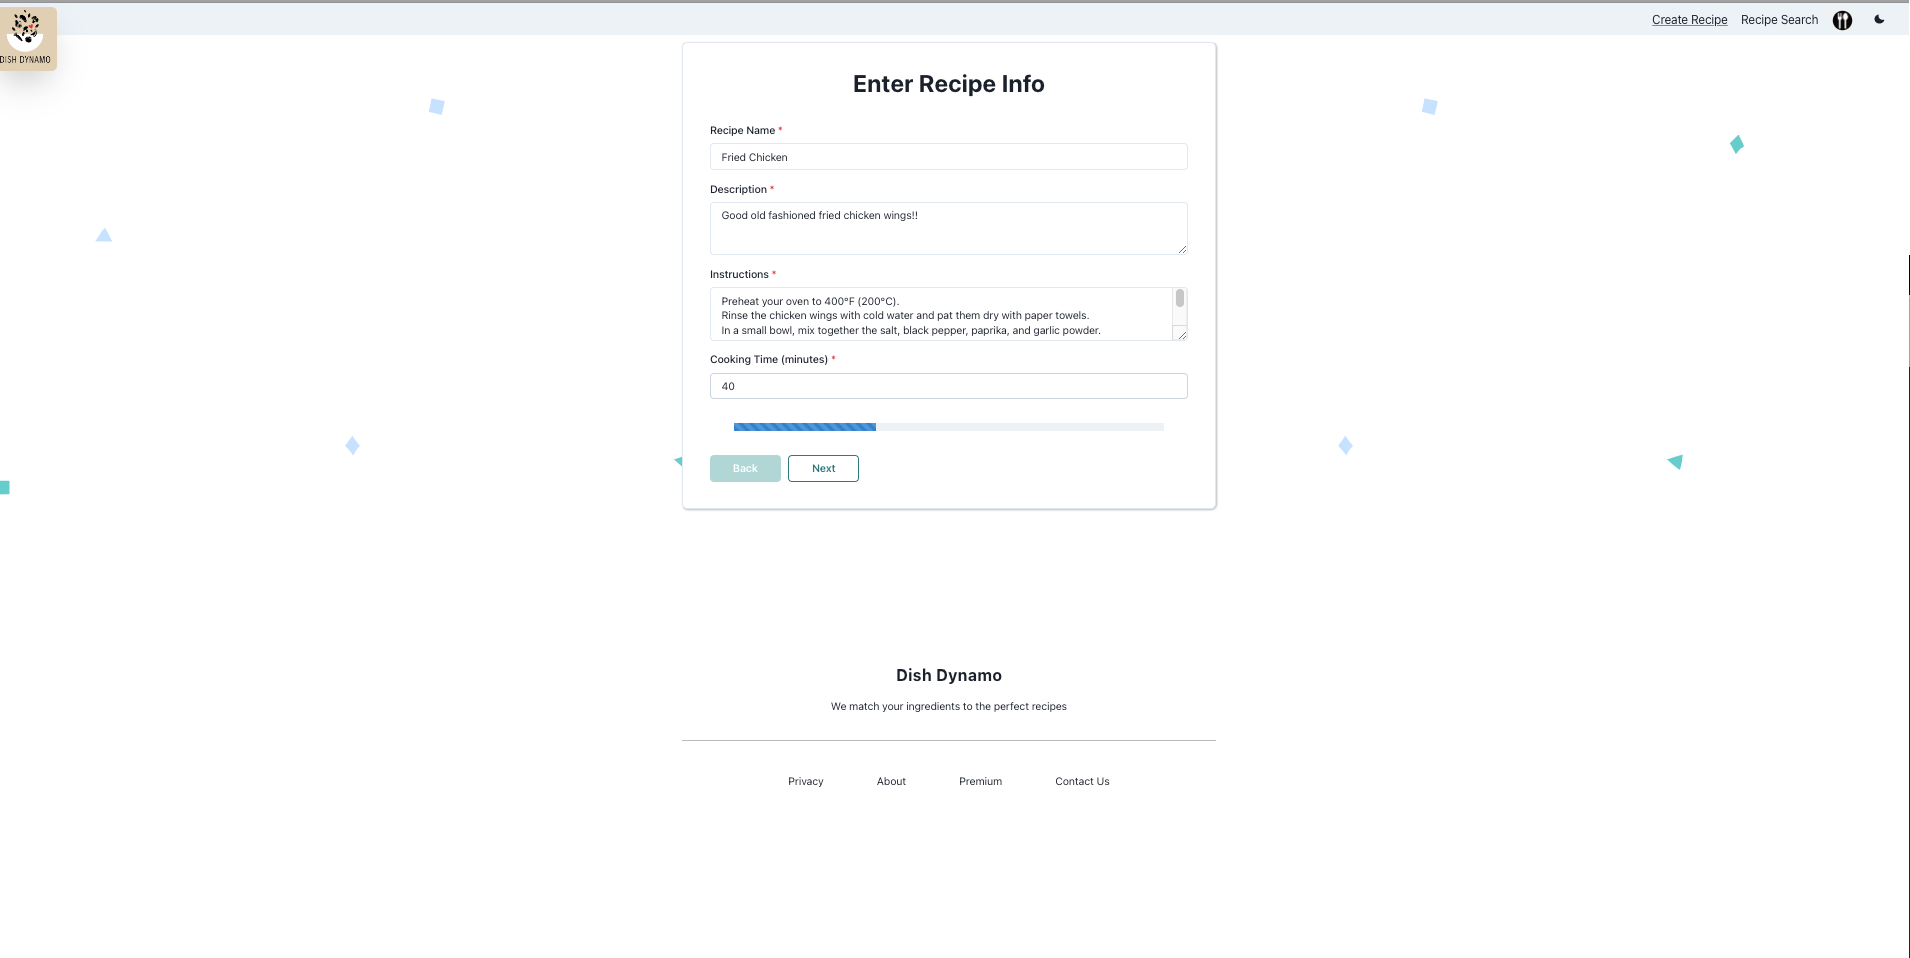 DISH DYNAMO
Create Recipe
Recipe Search
Enter Recipe Info
Recipe Name *
Fried Chicken
Description *
Good old fashioned fried chicken wings!!
Instructions *
Preheat your oven to 400°F (200°C).
Rinse the chicken wings with cold water and pat them dry with paper towels.
In a small bowl, mix together the salt, black pepper, paprika, and garlic powder.
Cooking Time (minutes) *
40
Back
Next
Dish Dynamo
We match your ingredients to the perfect recipes
Privacy
About
Premium
Contact Us